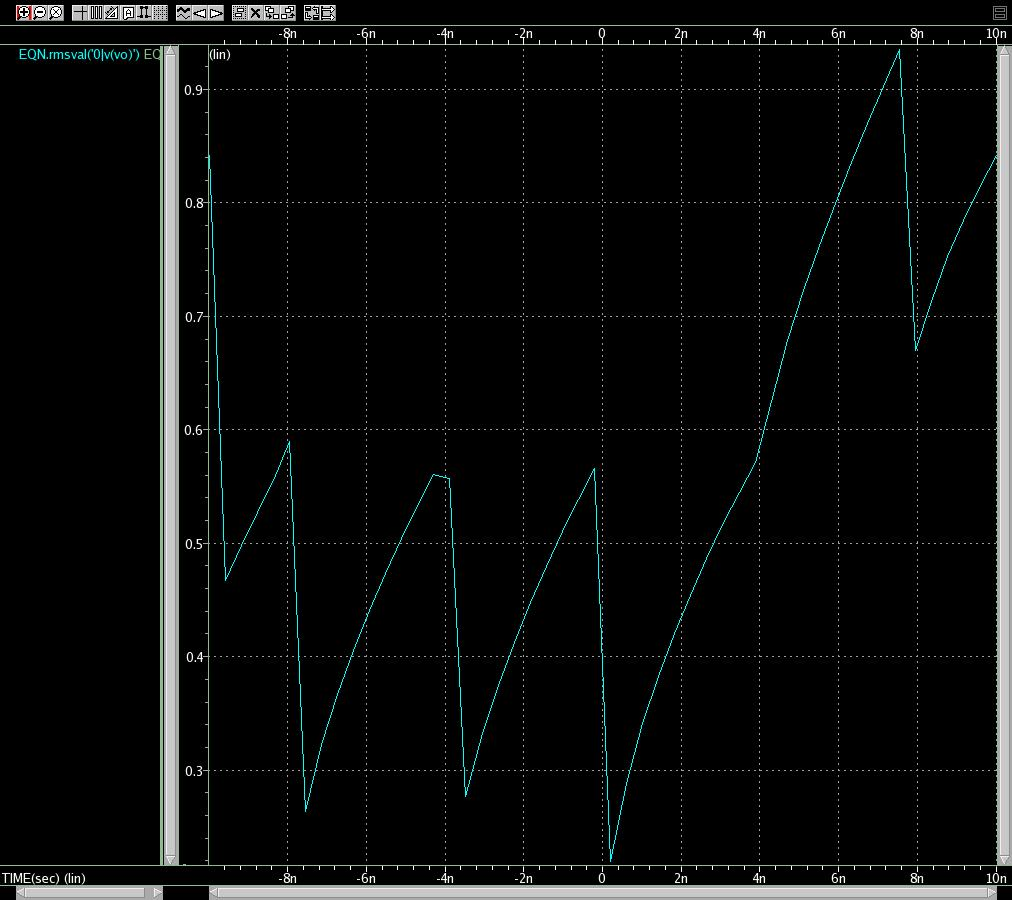 -8n -6n -4n -2n 0 2n 4n 6n 8n 10n
EQN.rmsval('0|v(vo)') EQ (lin)
0.9
0.8
0.7
0.6
0.5
0.4
0.3
TIME(sec) (lin) -8n -6n -4n -2n 0 2n 4n 6n 8n 10n